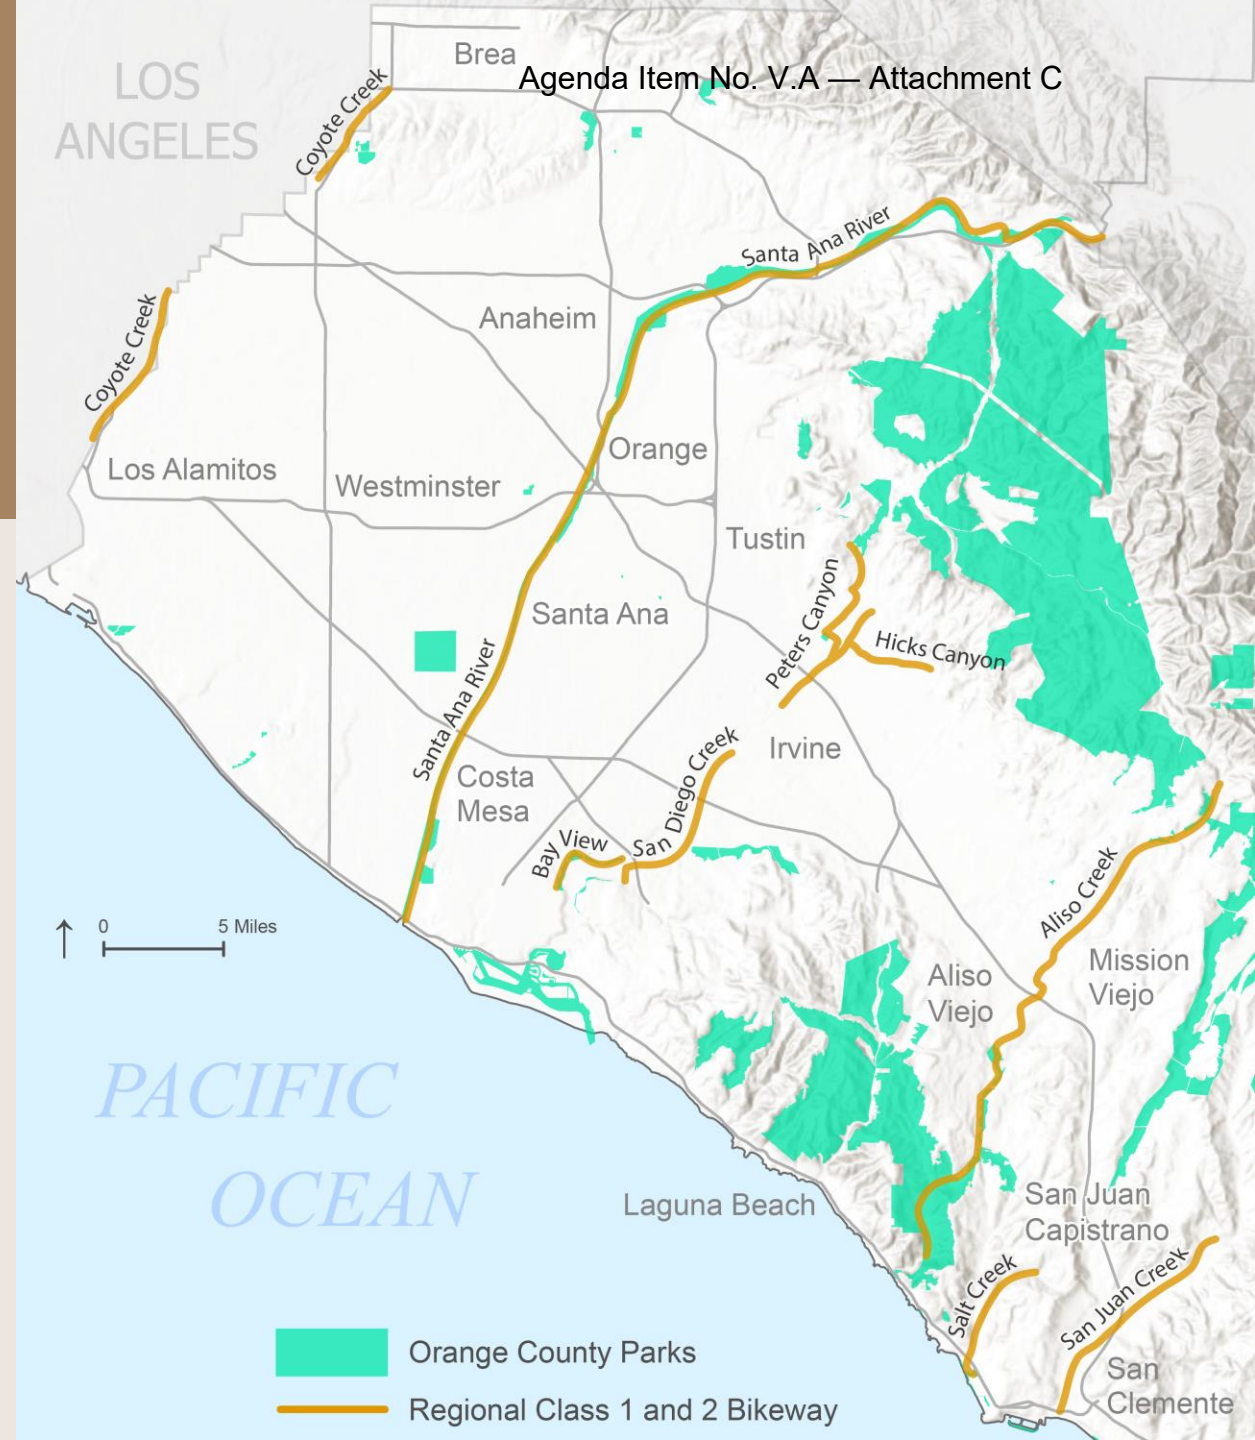 Brea
Agenda Item No. V.A — Attachment C
LOS
ANGELES
Coyote Creek
Santa Ana River
Coyote Creek
Anaheim
Orange
Los Alamitos
Westminster
Tustin
Peters Canyon
Santa Ana
Hicks Canyon
Santa Ana River
Irvine
San Diego Creek
Costa
Mesa
Bay View
Aliso Creek
0 5 Miles
Mission
Viejo
Aliso
Viejo
PACIFIC
OCEAN
Laguna Beach
San Juan
Capistrano
Salt Creek
San Juan Creek
San
Clemente
Orange County Parks
Regional Class 1 and 2 Bikeway